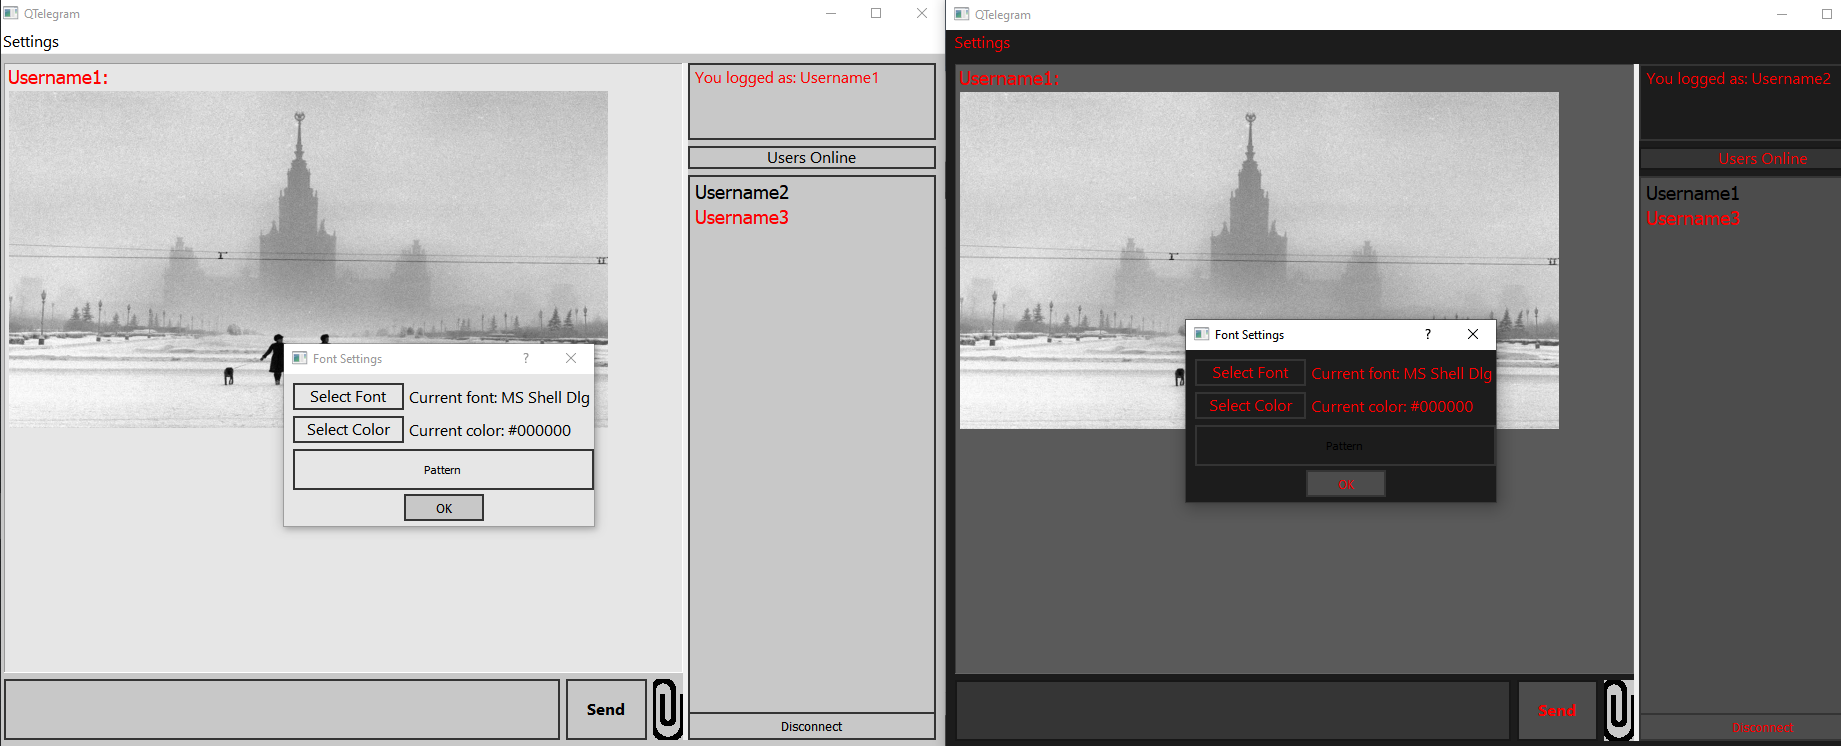 QTelegram
Settings
Username1:
You logged as: Username1
Users Online
Username2
Username3
Font Settings
?
Select Font
Current font: MS Shell Dlg
Select Color
Current color: #000000
Pattern
OK
Send
Disconnect
QTelegram
Settings
Username1:
You logged as: Username2
Users Online
Username1
Username3
Font Settings
?
Select Font
Current font: MS Shell Dlg
Select Color
Current color: #000000
Pattern
OK
Send
Disconnect